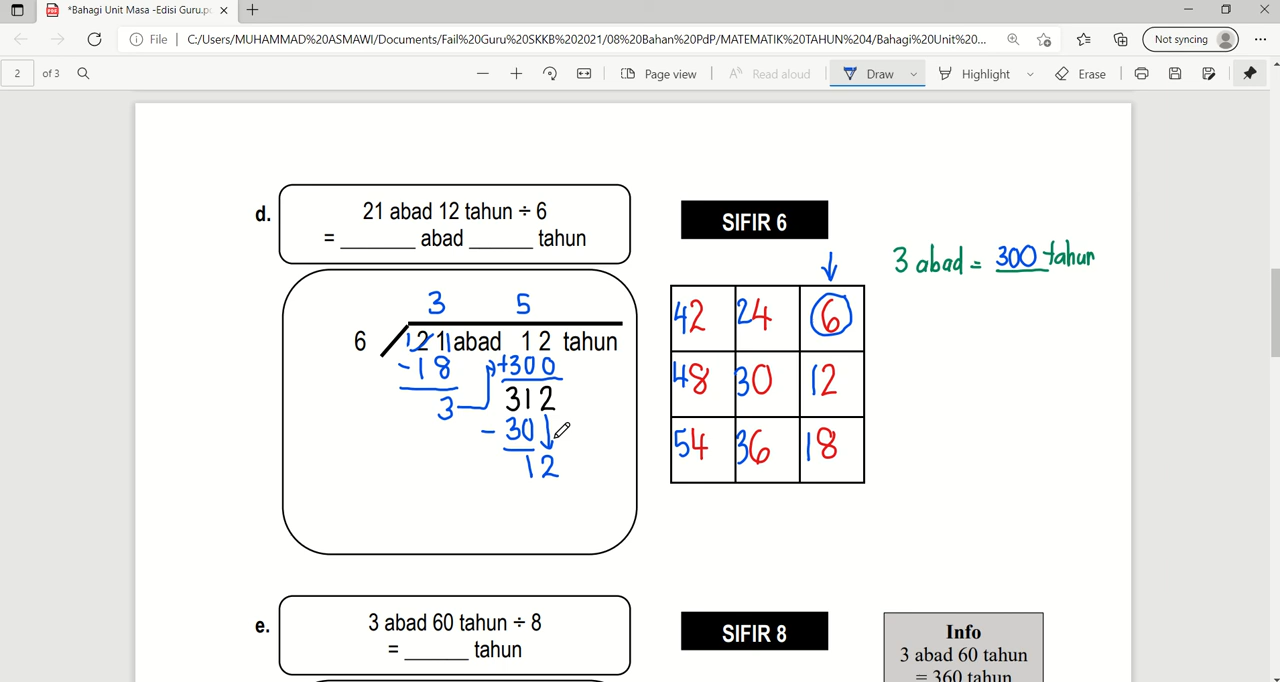 *Bahagi Unit Masa -Edisi Guru.p
File C:/Users/MUHAMMAD%20ASMAWI/Documents/Fail%20Guru%20SKKB%202021/08%20Bahan%20PdP/MATEMATIK%20TAHUN%204/Bahagi%20Unit%20... Not syncing
2 of 3 Page view Read aloud Draw Highlight Erase
d. 21 abad 12 tahun ÷ 6
= ________ abad _______ tahun
SIFIR 6
3 abad = 300 tahun
3 5
6 21 abad 12 tahun
1 1
-18 +300
3 312
- 30
12
42 24 6
48 30 12
54 36 18
e. 3 abad 60 tahun ÷ 8
= _______ tahun
SIFIR 8
Info
3 abad 60 tahun
= 360 tahun